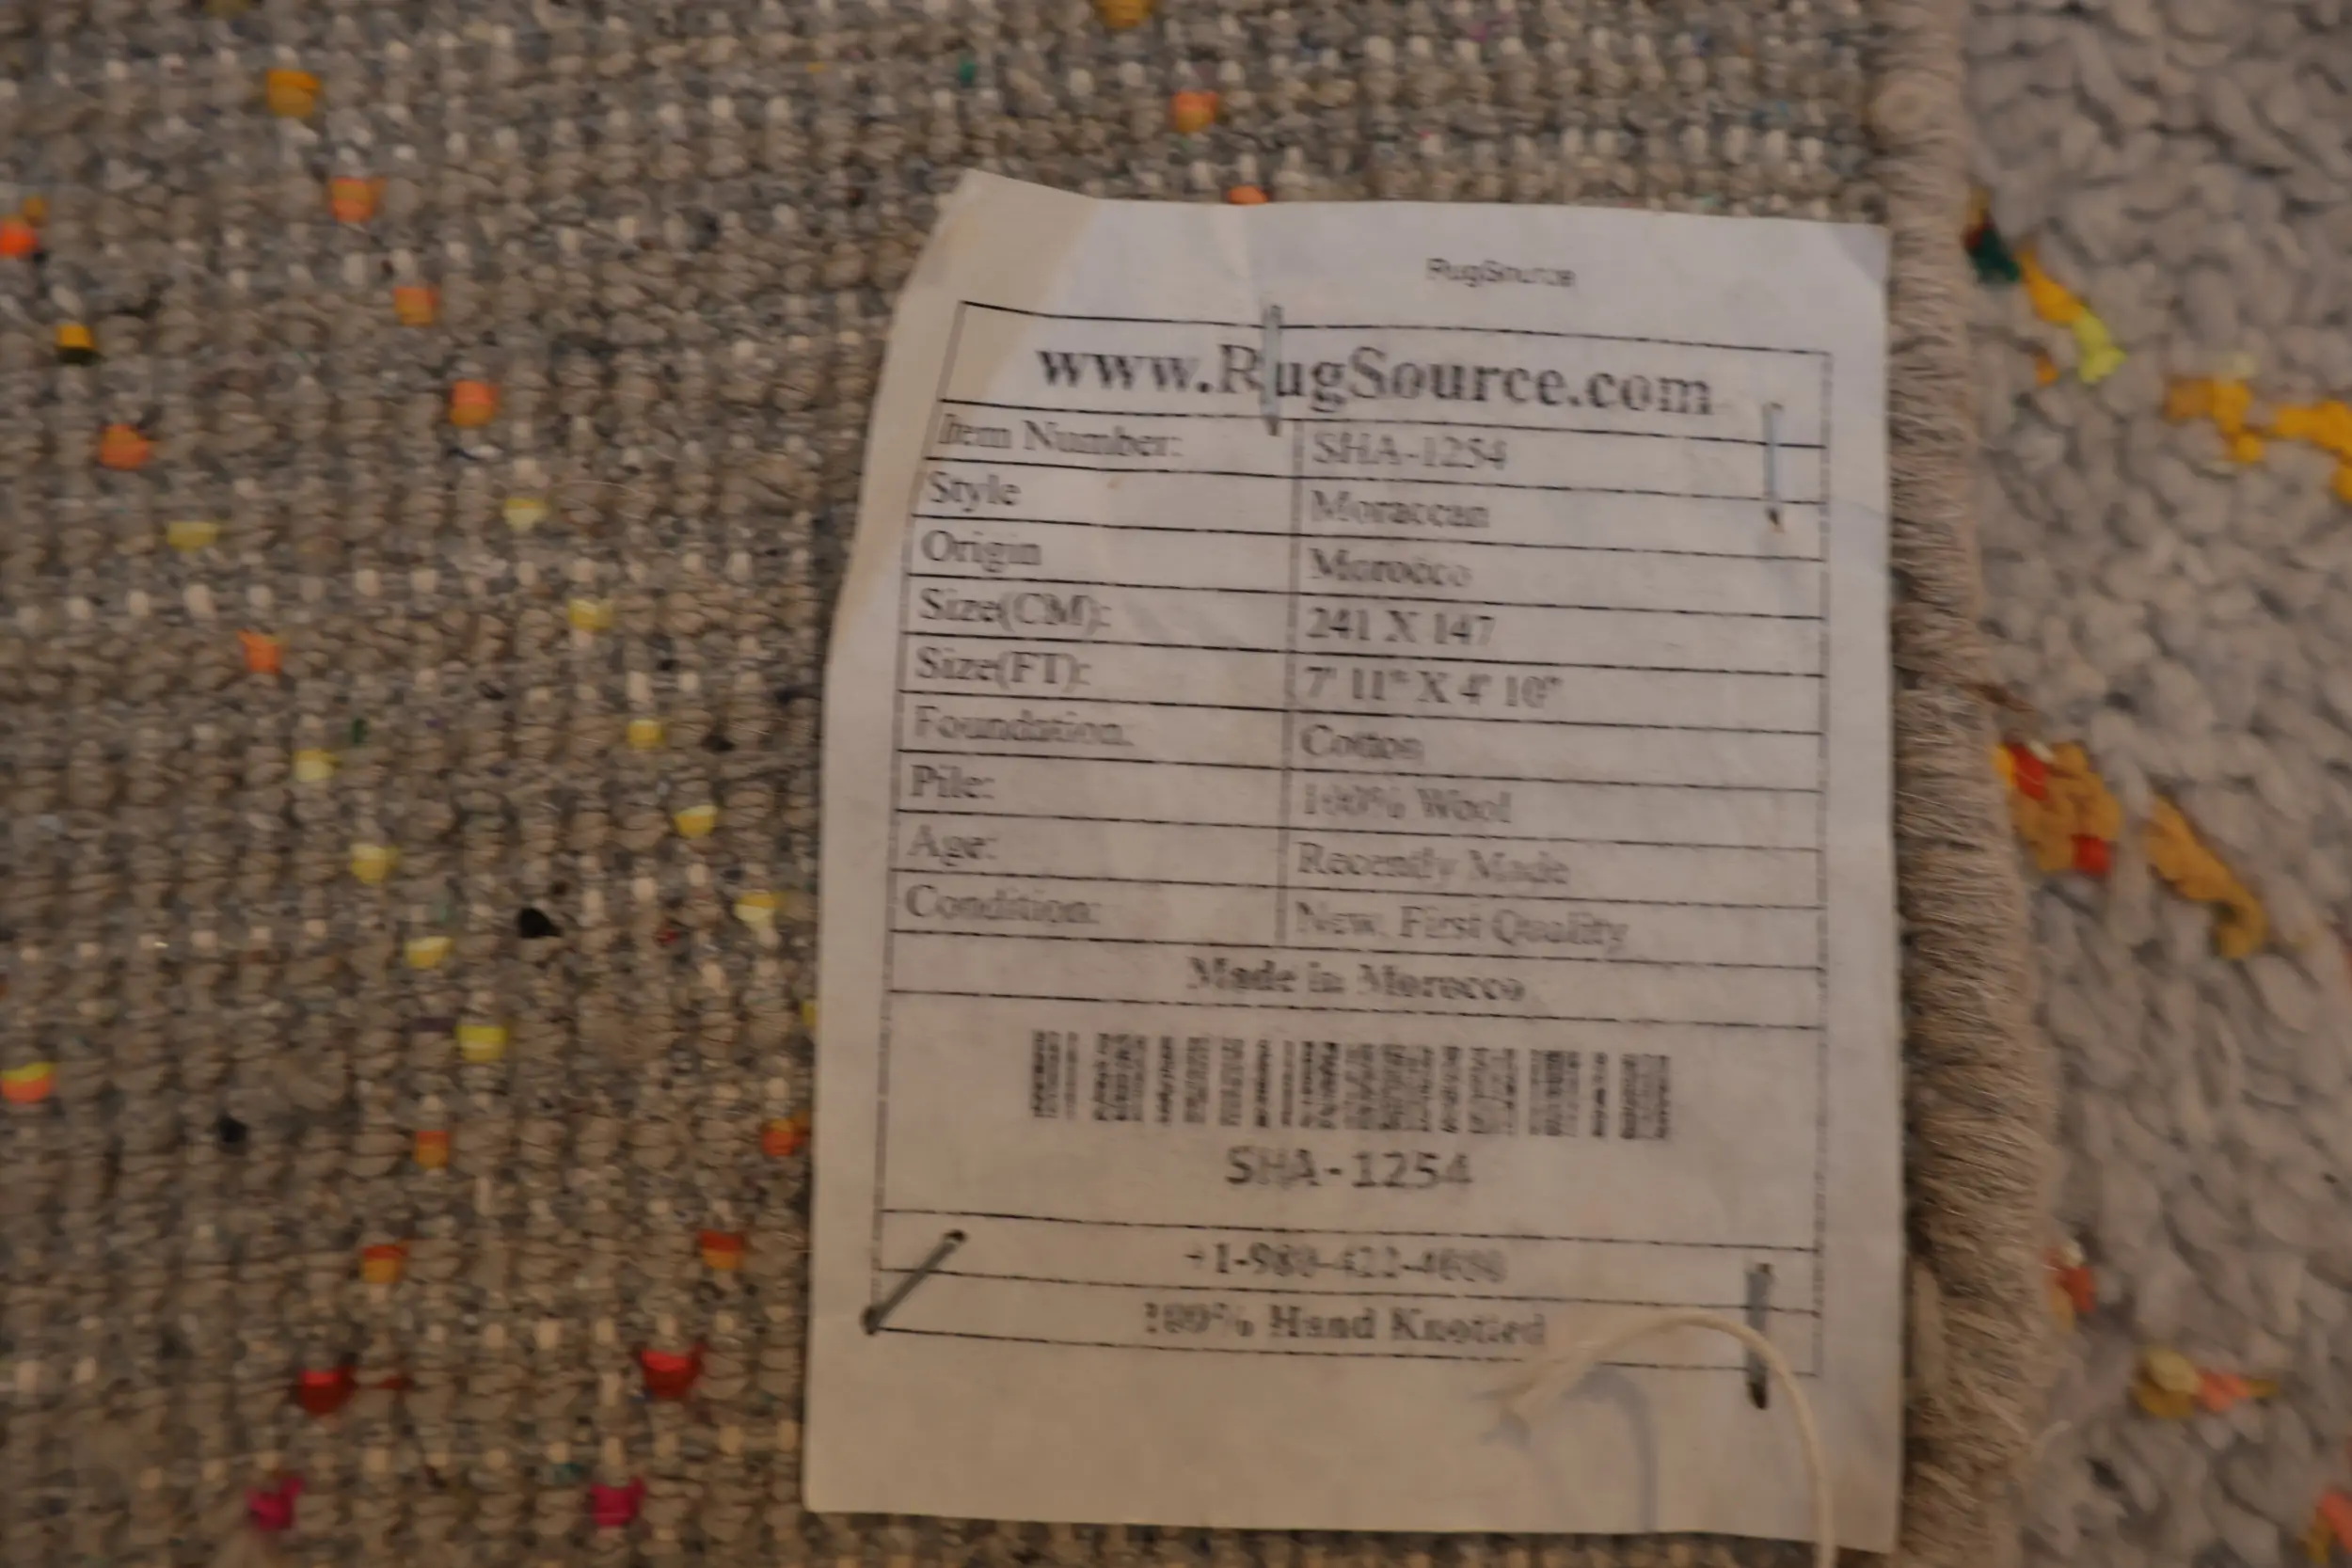 RugSource
www.RugSource.com
Item Number: SHA-1254
Style Moraccan
Origin Morocco
Size(CM): 241 X 147
Size(FT): 7' 11" X 4' 10"
Foundation: Cotton
Pile: 100% Wool
Age: Recently Made
Condition: New, First Quality
Made in Morocco
SHA-1254
100% Hand Knotted